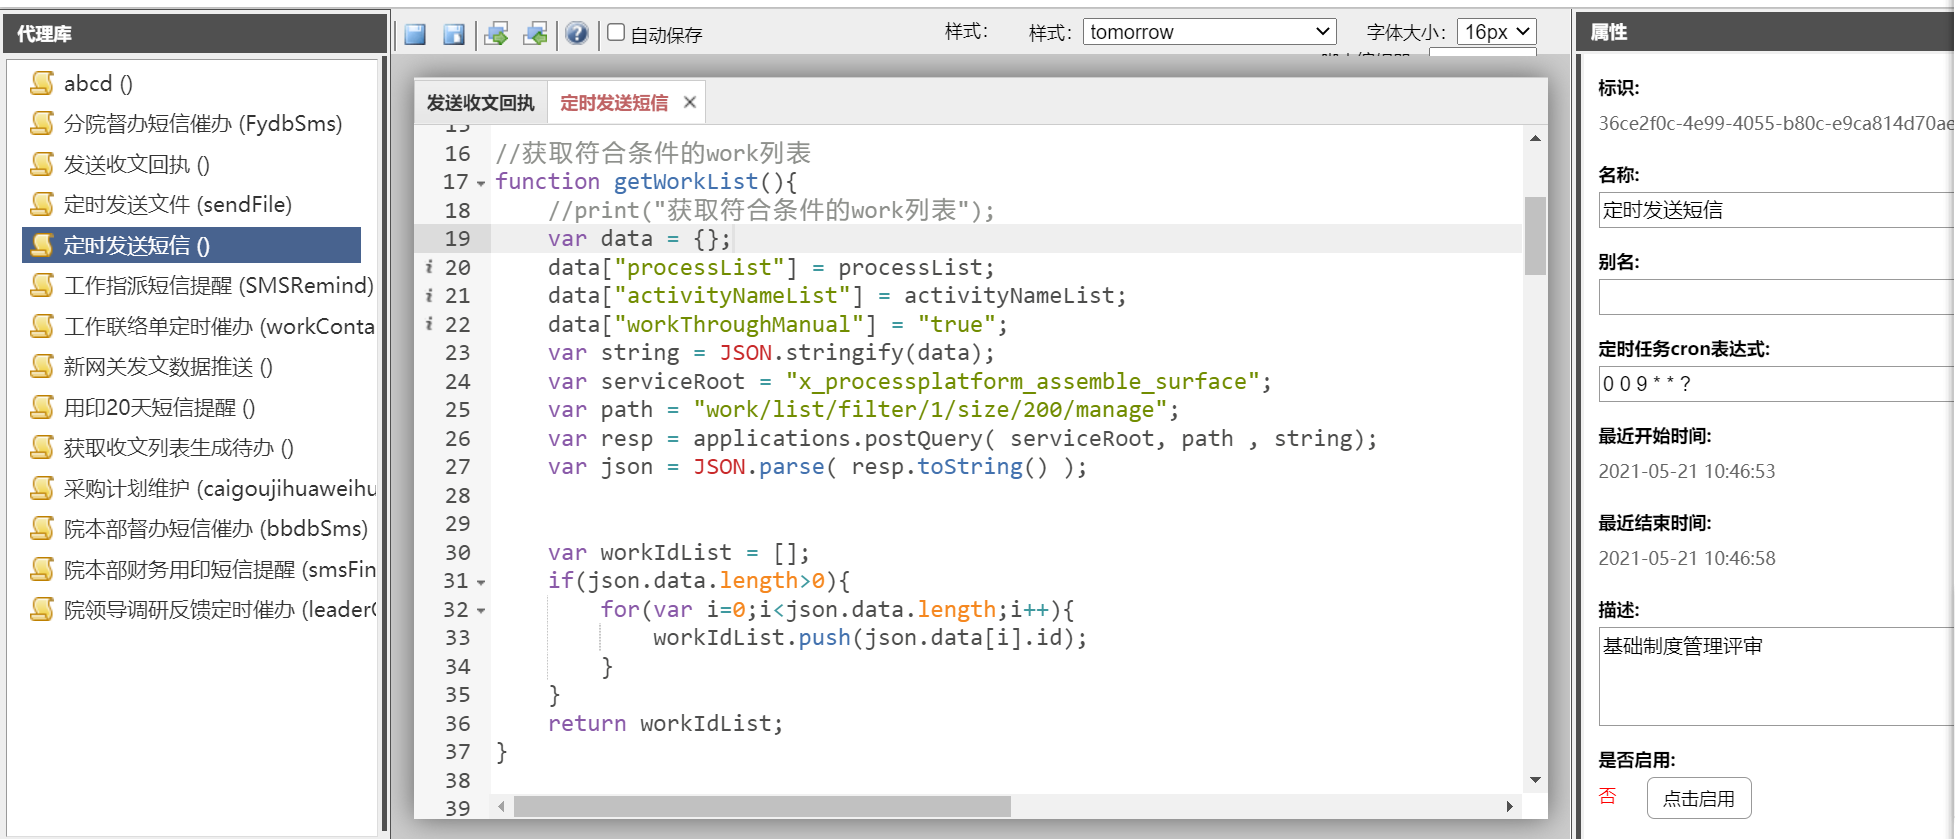 代理库
abcd ()
分院督办短信催办 (FydbSms)
发送收文回执 ()
定时发送文件 (sendFile)
定时发送短信 ()
工作指派短信提醒 (SMSRemind)
工作联络单定时催办 (workConta
新网关发文数据推送 ()
用印20天短信提醒 ()
获取收文列表生成待办 ()
采购计划维护 (caigoujihuaweihu
院本部督办短信催办 (bbdbSms)
院本部财务用印短信提醒 (smsFin
院领导调研反馈定时催办 (leader
自动保存 样式: 样式: tomorrow 字体大小: 16px
发送收文回执 定时发送短信 ×
15
16 //获取符合条件的work列表
17 function getWorkList(){
18 //print("获取符合条件的work列表");
19 var data = {};
20 data["processList"] = processList;
21 data["activityNameList"] = activityNameList;
22 data["workThroughManual"] = "true";
23 var string = JSON.stringify(data);
24 var serviceRoot = "x_processplatform_assemble_surface";
25 var path = "work/list/filter/1/size/200/manage";
26 var resp = applications.postQuery( serviceRoot, path , string);
27 var json = JSON.parse( resp.toString() );
28
29
30 var workIdList = [];
31 if(json.data.length>0){
32 for(var i=0;i<json.data.length;i++){
33 workIdList.push(json.data[i].id);
34 }
35 }
36 return workIdList;
37 }
38
39
属性
标识:
36ce2f0c-4e99-4055-b80c-e9ca814d70ae
名称:
定时发送短信
别名:
定时任务cron表达式:
0 0 9 * * ?
最近开始时间:
2021-05-21 10:46:53
最近结束时间:
2021-05-21 10:46:58
描述:
基础制度管理评审
是否启用:
否 点击启用